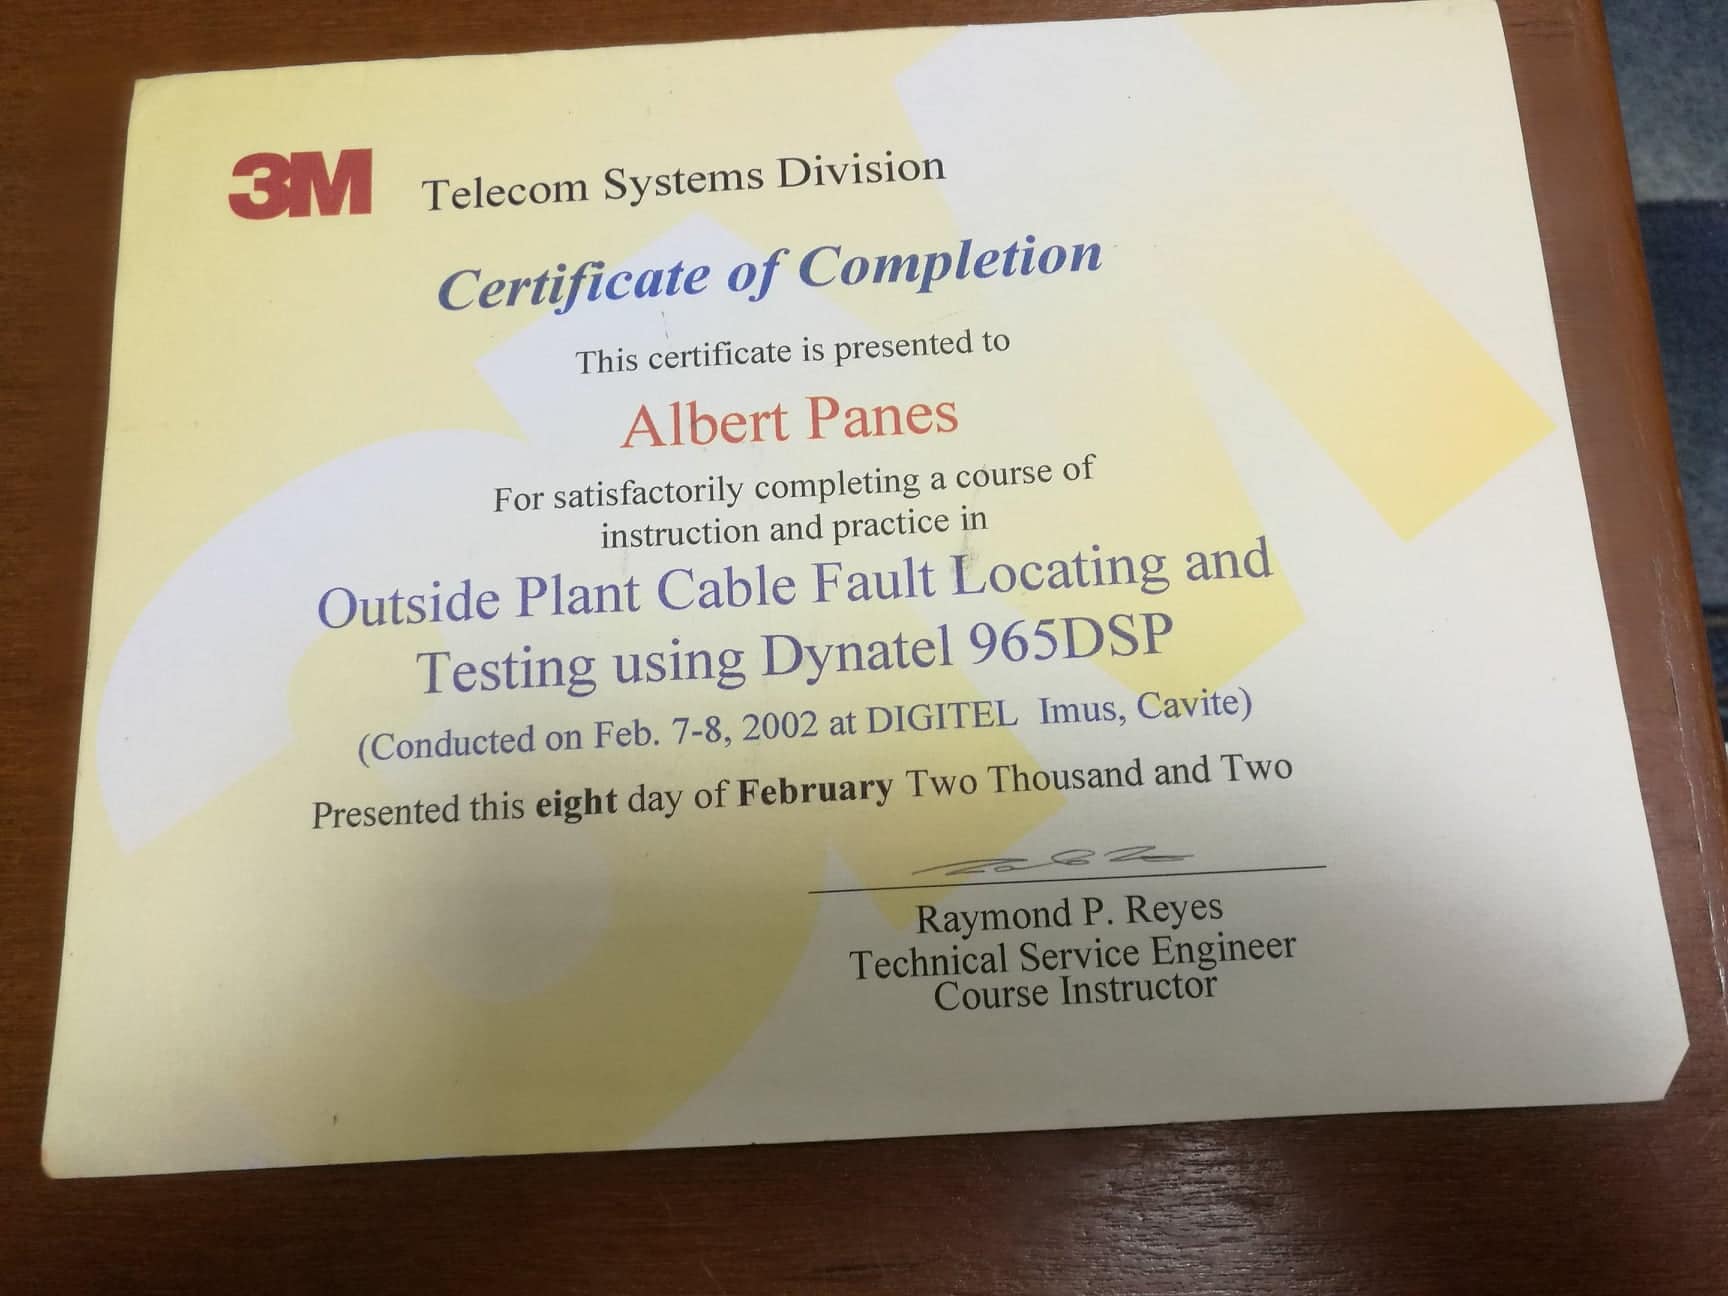 3M Telecom Systems Division
Certificate of Completion
This certificate is presented to
Albert Panes
For satisfactorily completing a course of
instruction and practice in
Outside Plant Cable Fault Locating and
Testing using Dynatel 965DSP
(Conducted on Feb. 7-8, 2002 at DIGITEL Imus, Cavite)
Presented this eight day of February Two Thousand and Two
Raymond P. Reyes
Technical Service Engineer
Course Instructor